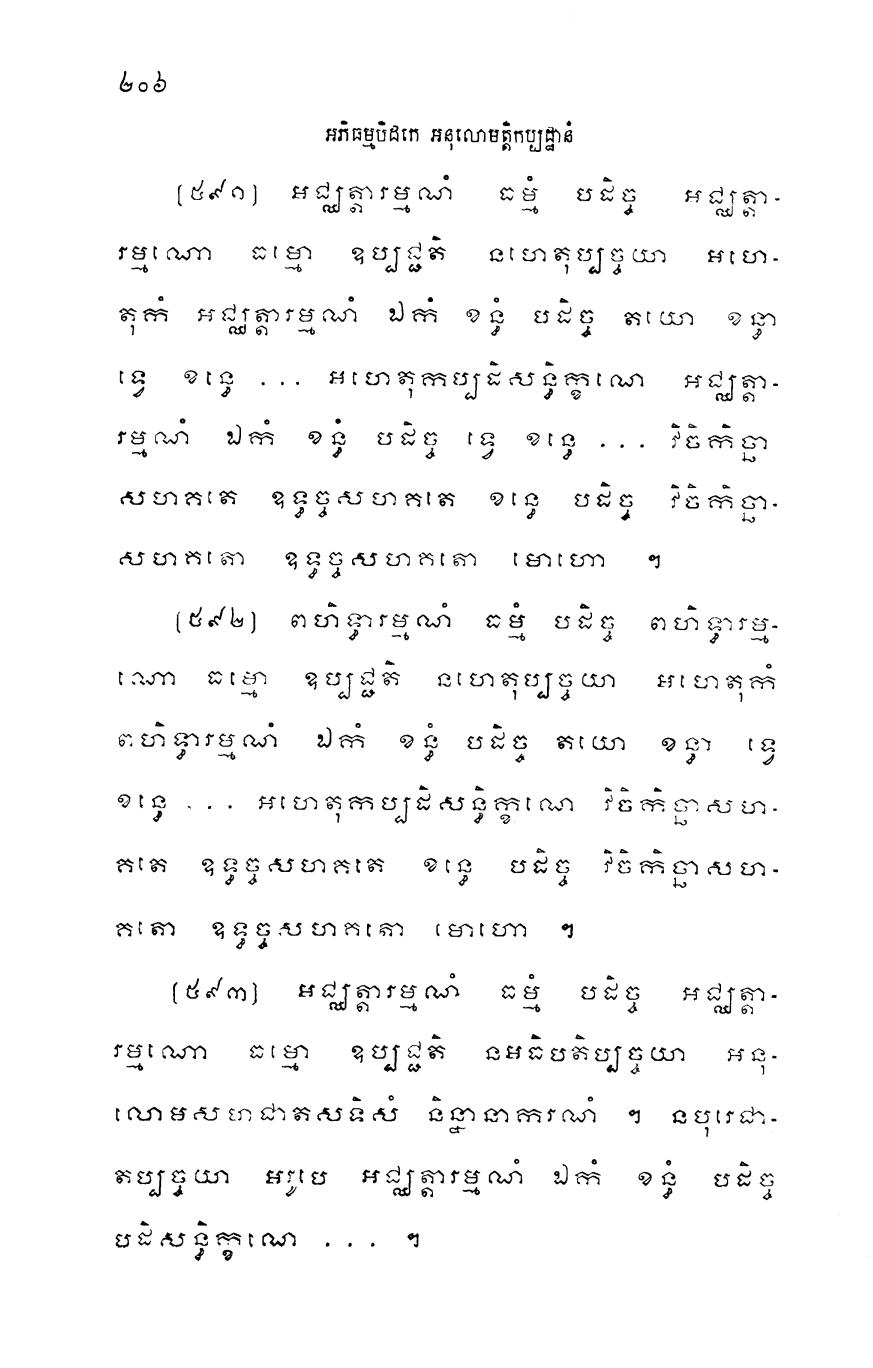 ២០៦
អភិធម្មបិដកេ អនុលោមត្តិកប្បដ្ឋានំ
[៥៩១] អជ្ឈត្តារម្មណំ ធម្មំ បដិច្ច អជ្ឈត្តា-
រម្មណោ ធម្មោ ឧប្បជ្ជតិ នហេតុប្បច្ចយា អហេ-
តុកំ អជ្ឈត្តារម្មណំ ឯកំ ខន្ធំ បដិច្ច តយោ ខន្ធា
ទ្វេ ខន្ធេ ... អហេតុកប្បដិសន្ធិក្ខណេ អជ្ឈត្តា-
រម្មណំ ឯកំ ខន្ធំ បដិច្ច ទ្វេ ខន្ធេ ... វិចិកិច្ឆា
សហគតេ ឧទ្ធច្ចសហគតេ ខន្ធេ បដិច្ច វិចិកិច្ឆា-
សហគតោ ឧទ្ធច្ចសហគតោ មោហោ ៗ
[៥៩២] ពហិទ្ធារម្មណំ ធម្មំ បដិច្ច ពហិទ្ធារម្ម-
ណោ ធម្មោ ឧប្បជ្ជតិ នហេតុប្បច្ចយា អហេតុកំ
ពហិទ្ធារម្មណំ ឯកំ ខន្ធំ បដិច្ច តយោ ខន្ធា ទ្វេ
ខន្ធេ ... អហេតុកប្បដិសន្ធិក្ខណេ វិចិកិច្ឆាសហ-
គតេ ឧទ្ធច្ចសហគតេ ខន្ធេ បដិច្ច វិចិកិច្ឆាសហ-
គតោ ឧទ្ធច្ចសហគតោ មោហោ ៗ
[៥៩៣] អជ្ឈត្តារម្មណំ ធម្មំ បដិច្ច អជ្ឈត្តា-
រម្មណោ ធម្មោ ឧប្បជ្ជតិ នអធិបតិប្បច្ចយា អនុ-
លោមសហជាតសទិសំ និន្នានាករណំ ៗ នបុរេជា-
តប្បច្ចយា អរូបេ អជ្ឈត្តារម្មណំ ឯកំ ខន្ធំ បដិច្ច
បដិសន្ធិក្ខណេ ... ៗ